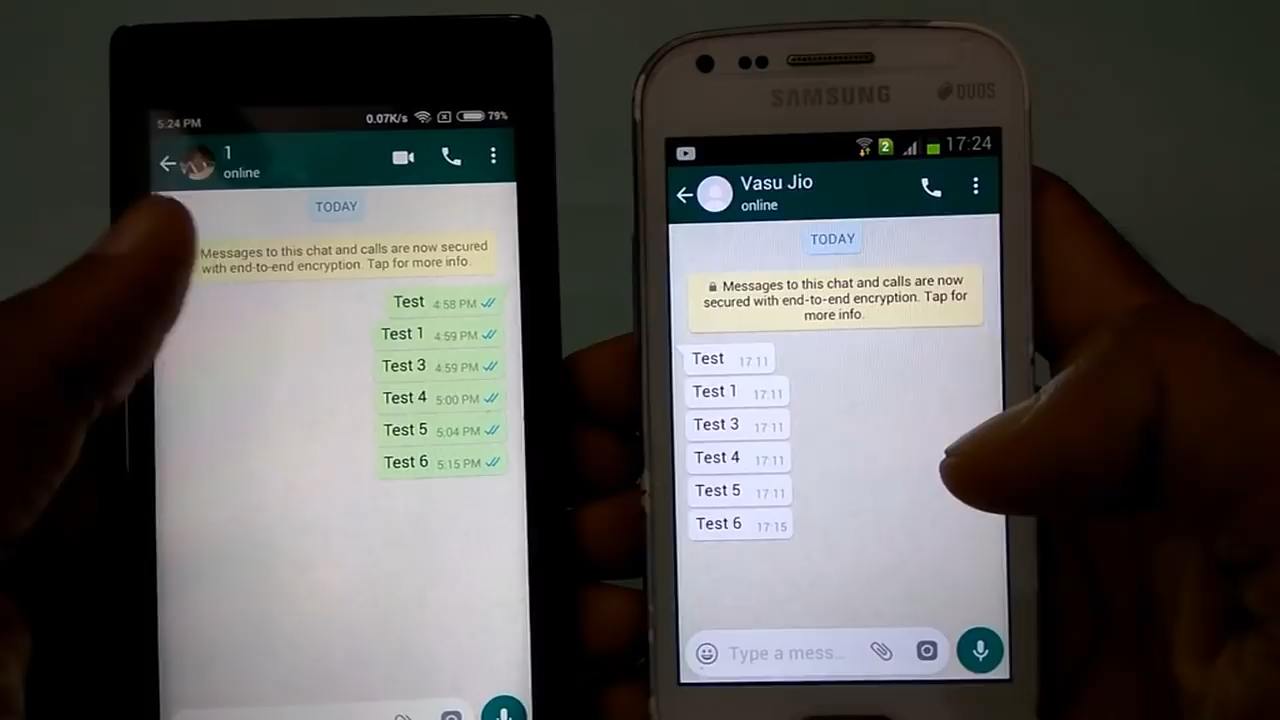 5:24 PM 0.07K/s 79%
1
online
TODAY
Messages to this chat and calls are now secured
with end-to-end encryption. Tap for more info.
Test 4:58 PM
Test 1 4:59 PM
Test 3 4:59 PM
Test 4 5:00 PM
Test 5 5:04 PM
Test 6 5:15 PM
SAMSUNG DUOS
2 17:24
Vasu Jio
online
TODAY
Messages to this chat and calls are now
secured with end-to-end encryption. Tap for
more info.
Test 17:11
Test 1 17:11
Test 3 17:11
Test 4 17:11
Test 5 17:11
Test 6 17:15
Type a mess...